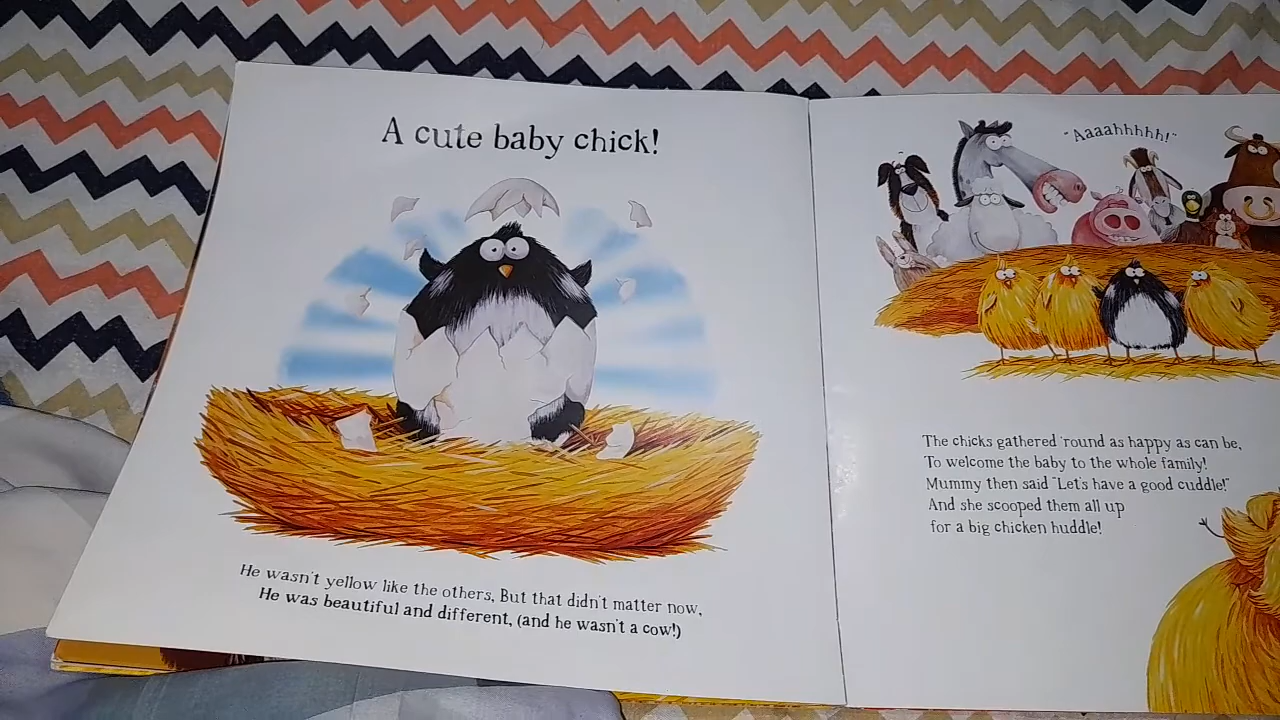 A cute baby chick!
He wasn't yellow like the others, But that didn't matter now,
He was beautiful and different, (and he wasn't a cow!)
"Aaaahhhhh!"
The chicks gathered 'round as happy as can be,
To welcome the baby to the whole family!
Mummy then said "Let's have a good cuddle!"
And she scooped them all up
for a big chicken huddle!